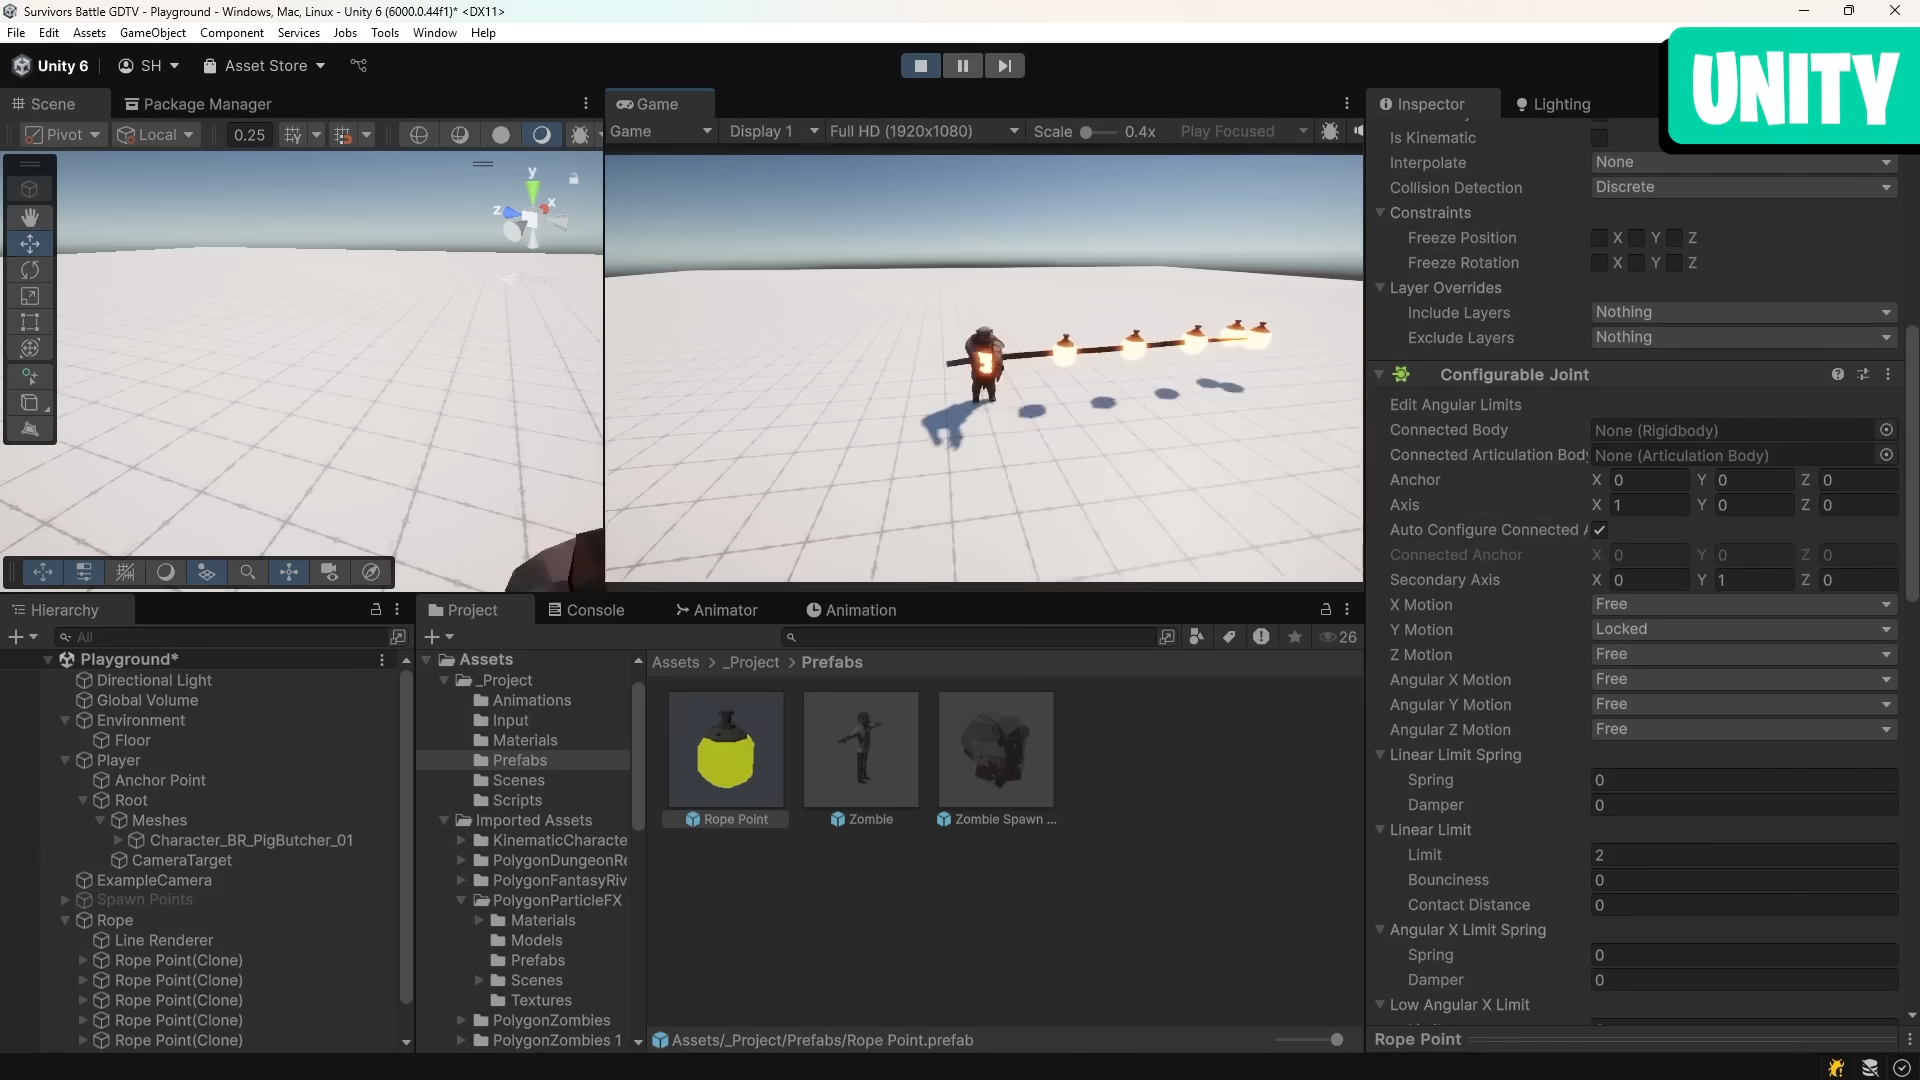 Survivors Battle GDTV - Playground - Windows, Mac, Linux - Unity 6 (6000.0.44f1)* <DX11>
File Edit Assets GameObject Component Services Jobs Tools Window Help
Unity 6 SH Asset Store
UNITY
Scene Package Manager
Pivot Local 0.25
y x z
Persp
Game
Game Display 1 Full HD (1920x1080) Scale 0.4x Play Focused
Inspector Lighting
Is Kinematic
Interpolate None
Collision Detection Discrete
Constraints
Freeze Position X Y Z
Freeze Rotation X Y Z
Layer Overrides
Include Layers Nothing
Exclude Layers Nothing
Configurable Joint
Edit Angular Limits
Connected Body None (Rigidbody)
Connected Articulation Body None (Articulation Body)
Anchor X 0 Y 0 Z 0
Axis X 1 Y 0 Z 0
Auto Configure Connected A
Connected Anchor X 0 Y 0 Z 0
Secondary Axis X 0 Y 1 Z 0
X Motion Free
Y Motion Locked
Z Motion Free
Angular X Motion Free
Angular Y Motion Free
Angular Z Motion Free
Linear Limit Spring
Spring 0
Damper 0
Linear Limit
Limit 2
Bounciness 0
Contact Distance 0
Angular X Limit Spring
Spring 0
Damper 0
Low Angular X Limit
Rope Point
Hierarchy
All
Playground*
Directional Light
Global Volume
Environment
Floor
Player
Anchor Point
Root
Meshes
Character_BR_PigButcher_01
CameraTarget
ExampleCamera
Spawn Points
Rope
Line Renderer
Rope Point(Clone)
Rope Point(Clone)
Rope Point(Clone)
Rope Point(Clone)
Rope Point(Clone)
Project Console Animator Animation
26
Assets
_Project
Animations
Input
Materials
Prefabs
Scenes
Scripts
Imported Assets
KinematicCharacte
PolygonDungeonRe
PolygonFantasyRiv
PolygonParticleFX
Materials
Models
Prefabs
Scenes
Textures
PolygonZombies
PolygonZombies 1
Assets > _Project > Prefabs
Rope Point Zombie Zombie Spawn ...
Assets/_Project/Prefabs/Rope Point.prefab